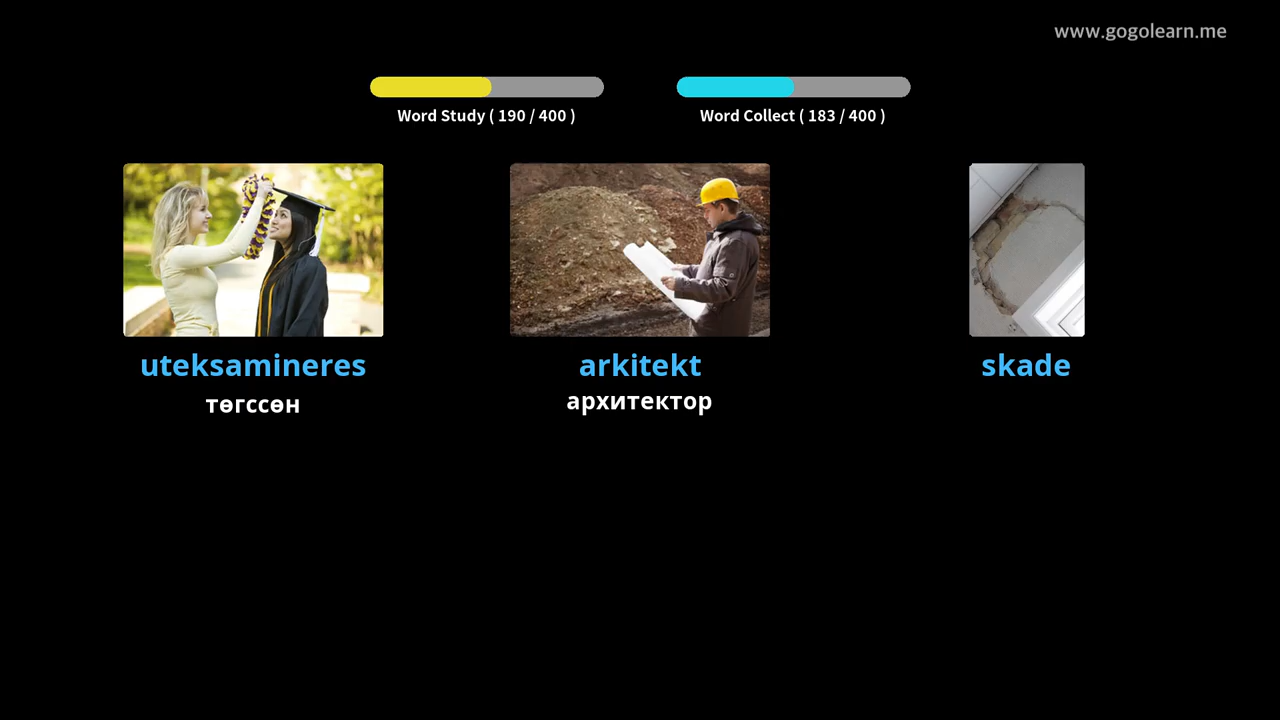 www.gogolearn.me
Word Study ( 190 / 400 )
Word Collect ( 183 / 400 )
uteksamineres
төгссөн
arkitekt
архитектор
skade